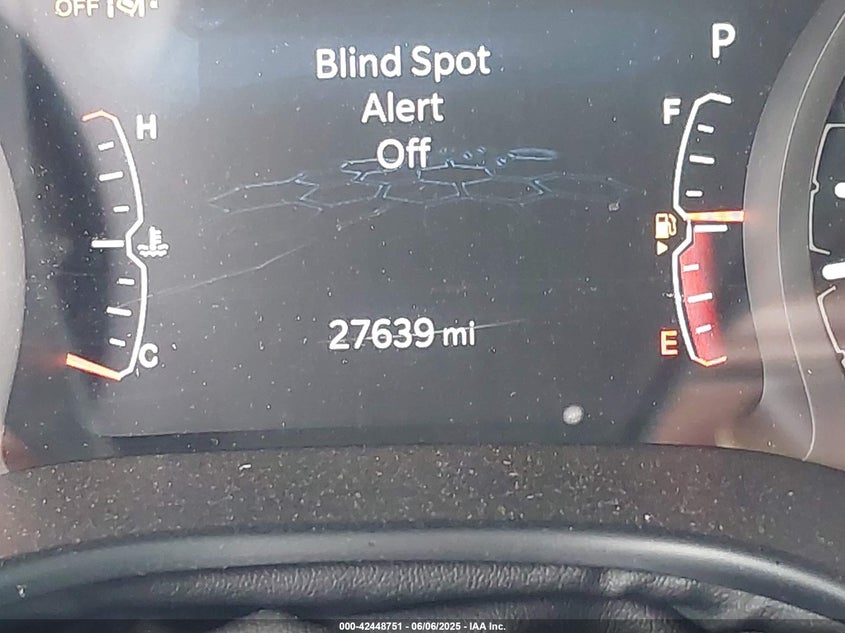 OFF
P
Blind Spot
Alert
Off
H
F
27639 mi
C
E
000-42448751 - 06/06/2025 - IAA Inc.